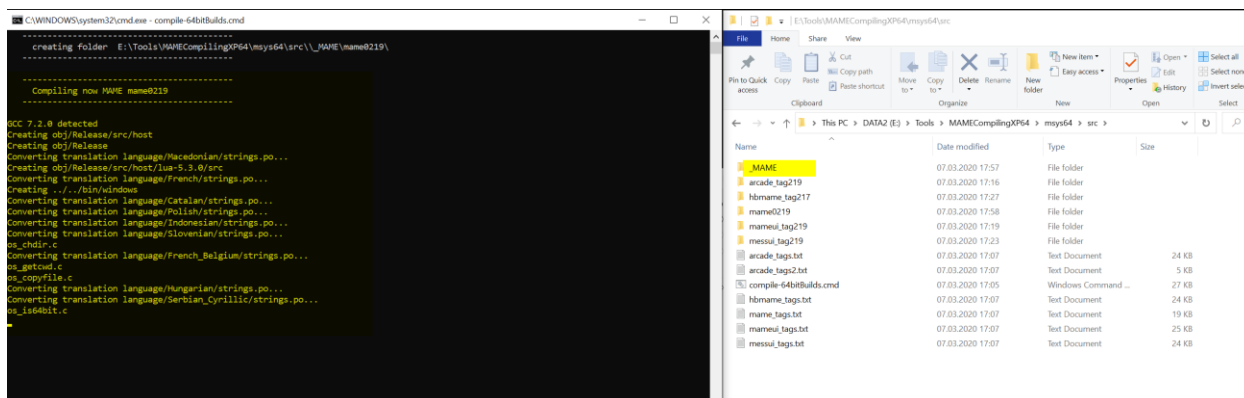 C:\WINDOWS\system32\cmd.exe - compile-64bitBuilds.cmd
------------------------------------------
creating folder E:\Tools\MAMECompilingXP64\msys64\src\\_MAME\mame0219\
------------------------------------------
------------------------------------------
Compiling now MAME mame0219
------------------------------------------
GCC 7.2.0 detected
Creating obj/Release/src/host
Creating obj/Release
Converting translation language/Macedonian/strings.po...
Creating obj/Release/src/host/lua-5.3.0/src
Converting translation language/French/strings.po...
Creating ../../bin/windows
Converting translation language/Catalan/strings.po...
Converting translation language/Polish/strings.po...
Converting translation language/Indonesian/strings.po...
Converting translation language/Slovenian/strings.po...
os_chdir.c
Converting translation language/French_Belgium/strings.po...
os_getcwd.c
os_copyfile.c
Converting translation language/Hungarian/strings.po...
Converting translation language/Serbian_Cyrillic/strings.po...
os_is64bit.c
E:\Tools\MAMECompilingXP64\msys64\src
File Home Share View
Pin to Quick access
Copy
Paste
Cut
Copy path
Paste shortcut
Move to
Copy to
Delete
Rename
New folder
New item
Easy access
Properties
Open
Edit
History
Select all
Select non
Invert sele
Clipboard Organize New Open Select
This PC > DATA2 (E:) > Tools > MAMECompilingXP64 > msys64 > src >
Name Date modified Type Size
_MAME 07.03.2020 17:57 File folder
arcade_tag219 07.03.2020 17:16 File folder
hbmame_tag217 07.03.2020 17:27 File folder
mame0219 07.03.2020 17:58 File folder
mameui_tag219 07.03.2020 17:19 File folder
messui_tag219 07.03.2020 17:23 File folder
arcade_tags.txt 07.03.2020 17:07 Text Document 24 KB
arcade_tags2.txt 07.03.2020 17:07 Text Document 5 KB
compile-64bitBuilds.cmd 07.03.2020 17:05 Windows Command ... 27 KB
hbmame_tags.txt 07.03.2020 17:07 Text Document 24 KB
mame_tags.txt 07.03.2020 17:07 Text Document 19 KB
mameui_tags.txt 07.03.2020 17:07 Text Document 25 KB
messui_tags.txt 07.03.2020 17:07 Text Document 24 KB